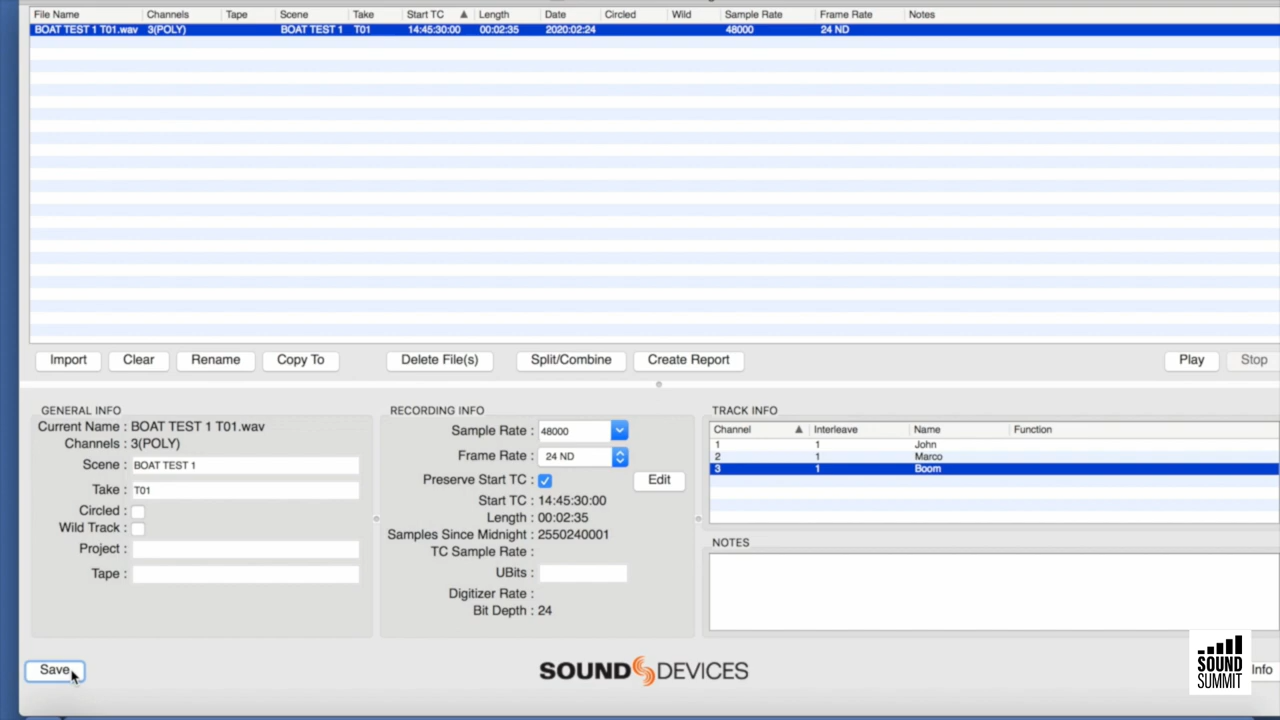 File Name Channels Tape Scene Take Start TC Length Date Circled Wild Sample Rate Frame Rate Notes
BOAT TEST 1 T01.wav 3(POLY) BOAT TEST 1 T01 14:45:30:00 00:02:35 2020:02:24 48000 24 ND
Import Clear Rename Copy To Delete File(s) Split/Combine Create Report Play Stop
GENERAL INFO
Current Name : BOAT TEST 1 T01.wav
Channels : 3(POLY)
Scene : BOAT TEST 1
Take : T01
Circled :
Wild Track :
Project :
Tape :
RECORDING INFO
Sample Rate : 48000
Frame Rate : 24 ND
Preserve Start TC : Edit
Start TC : 14:45:30:00
Length : 00:02:35
Samples Since Midnight : 2550240001
TC Sample Rate :
UBits :
Digitizer Rate :
Bit Depth : 24
TRACK INFO
Channel Interleave Name Function
1 1 John
2 1 Marco
3 1 Boom
NOTES
Save
SOUND DEVICES
Info
SOUND
SUMMIT